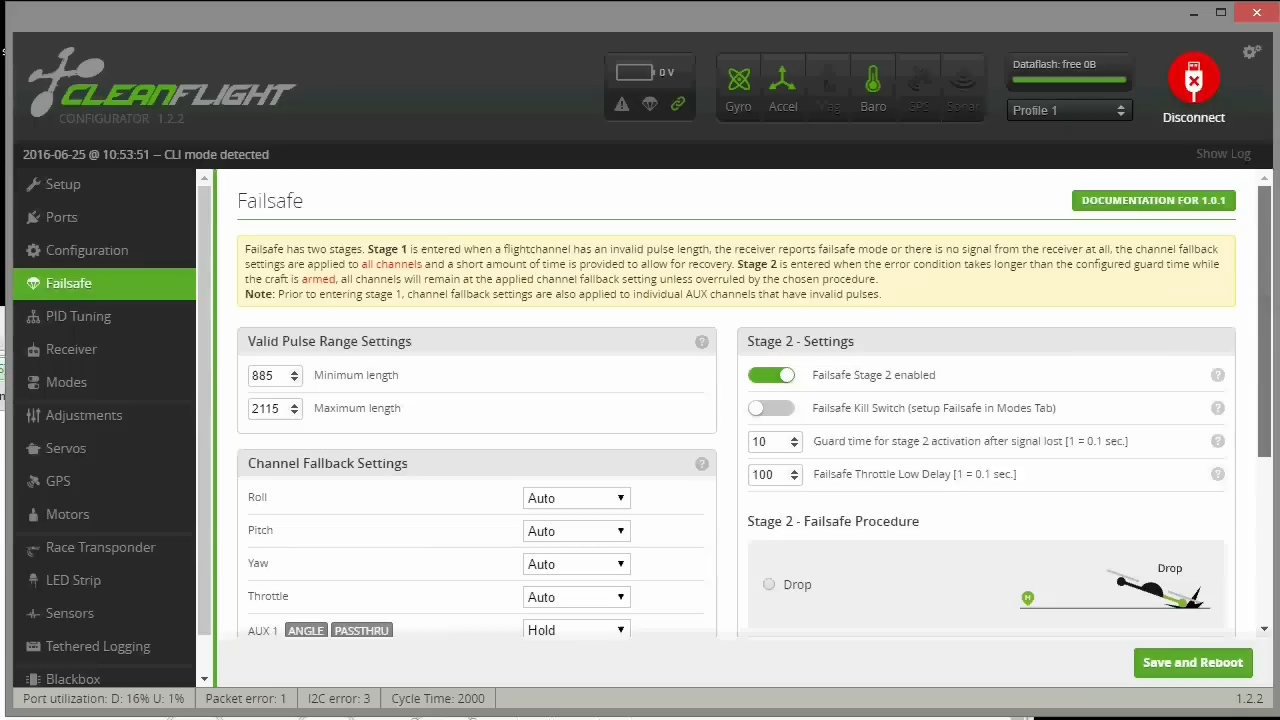 CLEANFLIGHT
CONFIGURATOR 1.2.2
0 V
Gyro
Accel
Mag
Baro
GPS
Sonar
Dataflash: free 0B
Profile 1
Disconnect
2016-06-25 @ 10:53:51 -- CLI mode detected
Show Log
Setup
Ports
Configuration
Failsafe
PID Tuning
Receiver
Modes
Adjustments
Servos
GPS
Motors
Race Transponder
LED Strip
Sensors
Tethered Logging
Blackbox
Failsafe
DOCUMENTATION FOR 1.0.1
Failsafe has two stages. Stage 1 is entered when a flightchannel has an invalid pulse length, the receiver reports failsafe mode or there is no signal from the receiver at all, the channel fallback
settings are applied to all channels and a short amount of time is provided to allow for recovery. Stage 2 is entered when the error condition takes longer than the configured guard time while
the craft is armed, all channels will remain at the applied channel fallback setting unless overruled by the chosen procedure.
Note: Prior to entering stage 1, channel fallback settings are also applied to individual AUX channels that have invalid pulses.
Valid Pulse Range Settings
885 Minimum length
2115 Maximum length
Channel Fallback Settings
Roll Auto
Pitch Auto
Yaw Auto
Throttle Auto
AUX 1 ANGLE PASSTHRU Hold
Stage 2 - Settings
Failsafe Stage 2 enabled
Failsafe Kill Switch (setup Failsafe in Modes Tab)
10 Guard time for stage 2 activation after signal lost [1 = 0.1 sec.]
100 Failsafe Throttle Low Delay [1 = 0.1 sec.]
Stage 2 - Failsafe Procedure
Drop
Drop
H
Save and Reboot
Port utilization: D: 16% U: 1%
Packet error: 1
I2C error: 3
Cycle Time: 2000
1.2.2